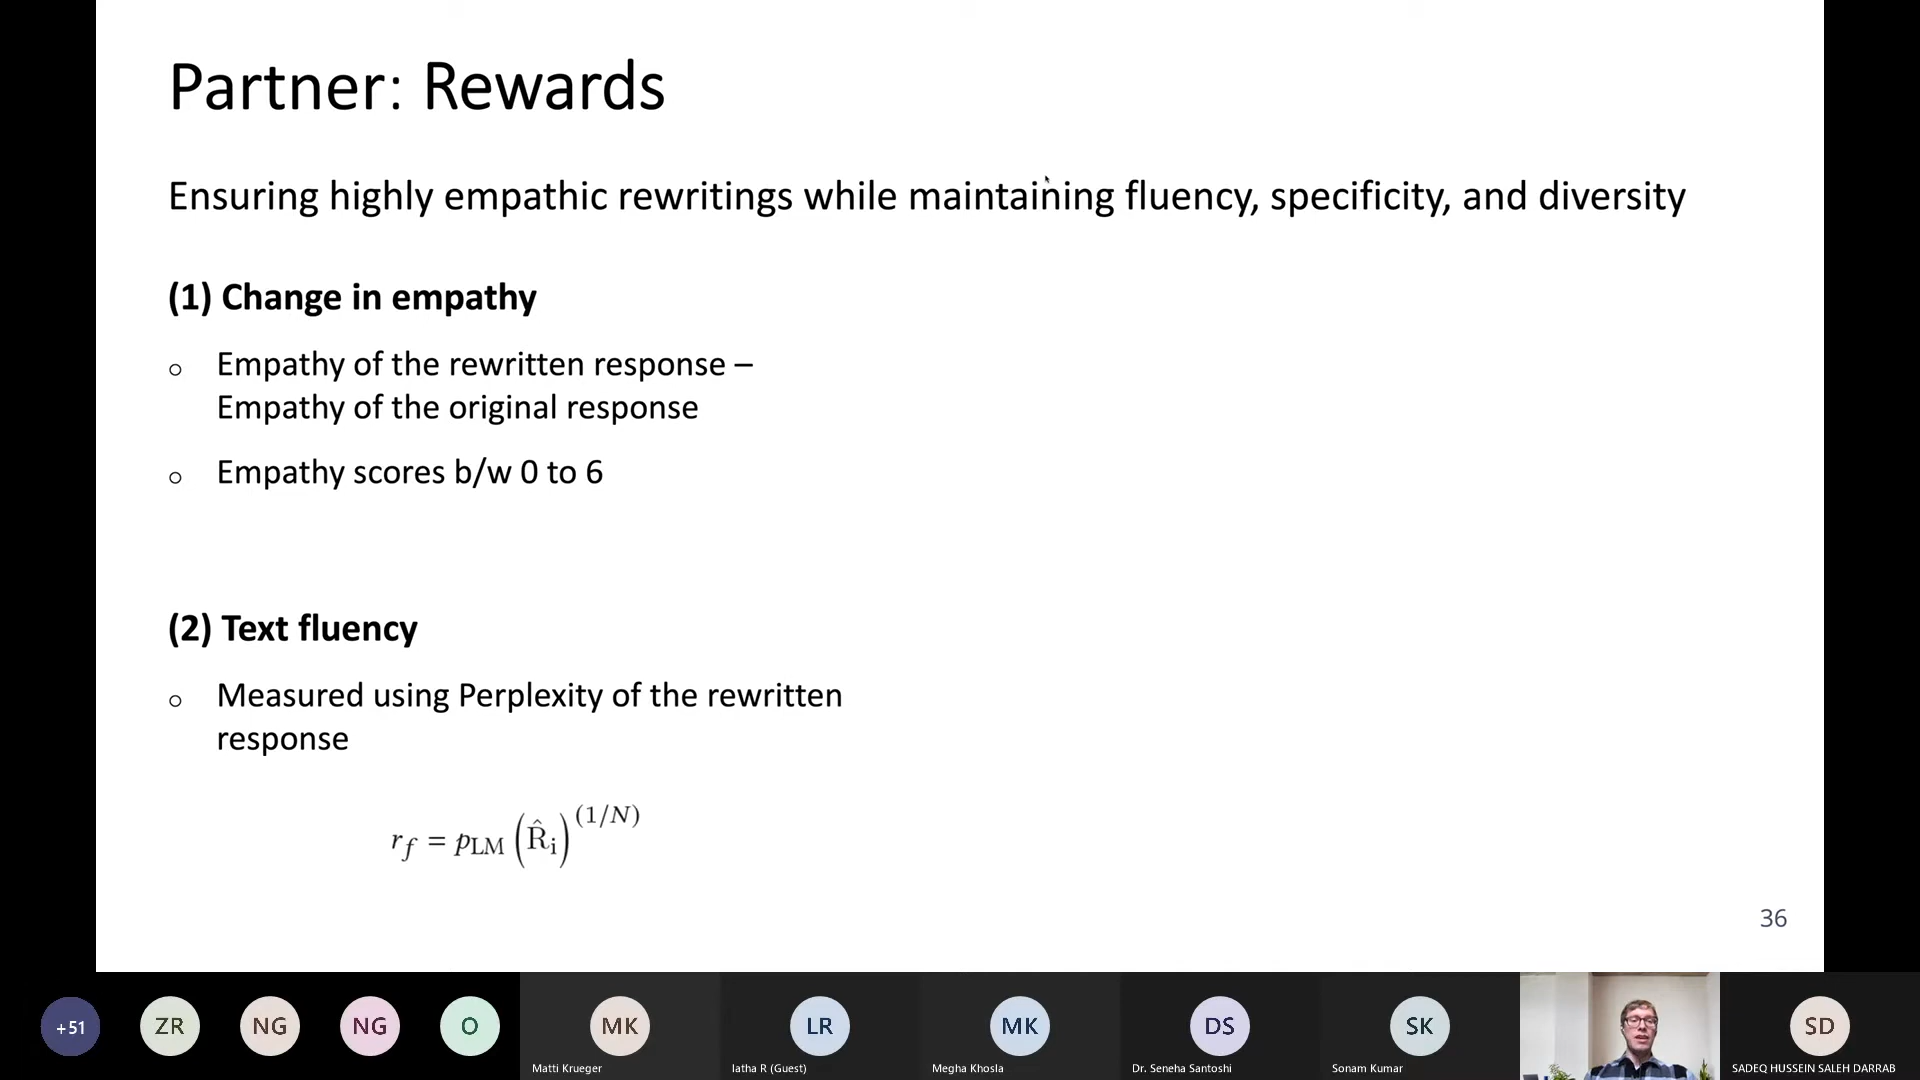 Partner: Rewards
Ensuring highly empathic rewritings while maintaining fluency, specificity, and diversity
(1) Change in empathy
○ Empathy of the rewritten response –
Empathy of the original response
○ Empathy scores b/w 0 to 6
(2) Text fluency
○ Measured using Perplexity of the rewritten
response
r_f = p_LM (R̂_i)^(1/N)
36
+51
ZR
NG
NG
O
MK
LR
MK
DS
SK
SD
Matti Krueger
latha R (Guest)
Megha Khosla
Dr. Seneha Santoshi
Sonam Kumar
SADEQ HUSSEIN SALEH DARRAB